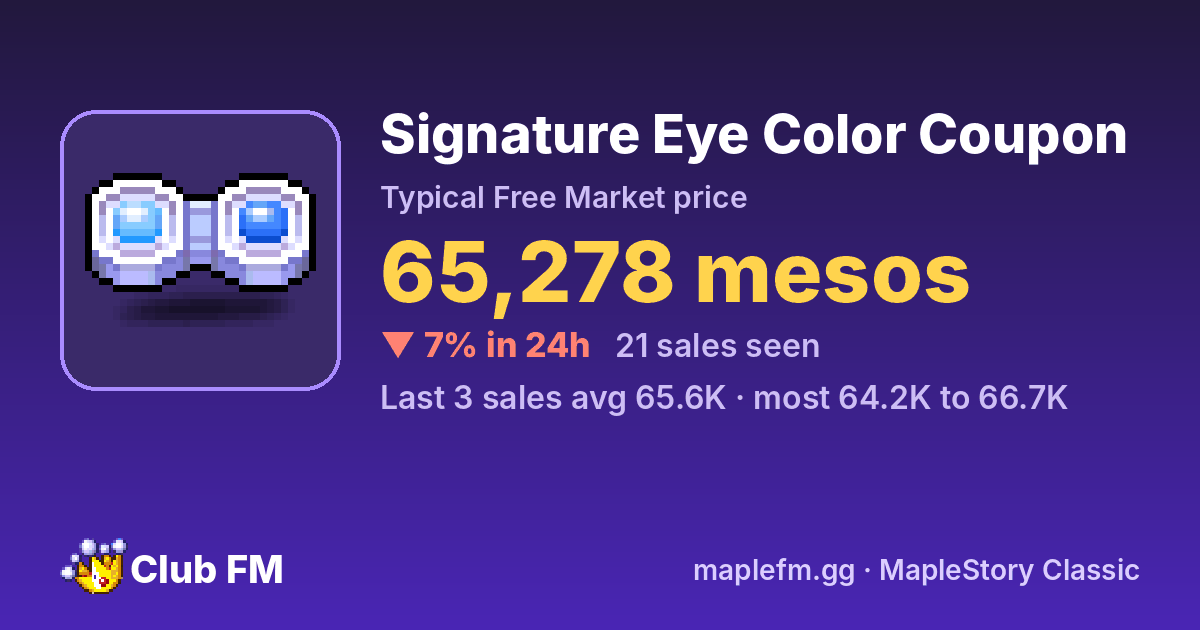 Signature Eye Color Coupon
Typical Free Market price
65,278 mesos
▼ 7% in 24h 21 sales seen
Last 3 sales avg 65.6K · most 64.2K to 66.7K
Club FM
maplefm.gg · MapleStory Classic